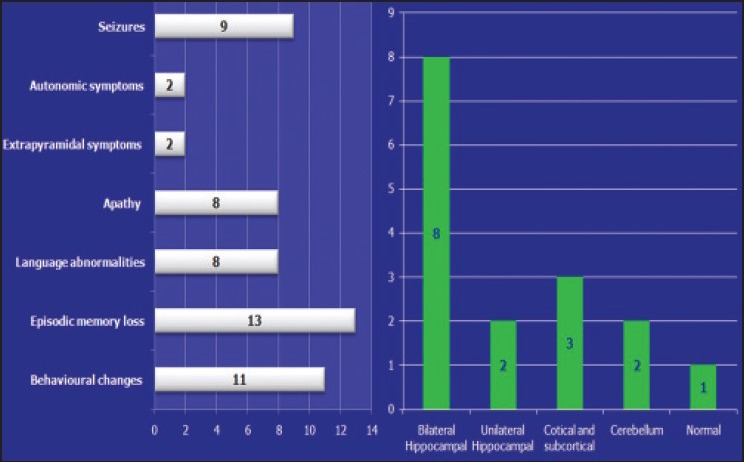 Seizures
9
Autonomic symptoms
2
Extrapyramidal symptoms
2
Apathy
8
Language abnormalities
8
Episodic memory loss
13
Behavioural changes
11
0 2 4 6 8 10 12 14
9
8
7
6
5
4
3
2
1
0
8
2
3
2
1
Bilateral
Hippocampal
Unilateral
Hippocampal
Cotical and
subcortical
Cerebellum
Normal